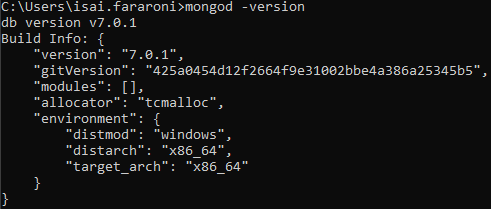 C:\Users\isai.fararoni>mongod -version
db version v7.0.1
Build Info: {
    "version": "7.0.1",
    "gitVersion": "425a0454d12f2664f9e31002bbe4a386a25345b5",
    "modules": [],
    "allocator": "tcmalloc",
    "environment": {
        "distmod": "windows",
        "distarch": "x86_64",
        "target_arch": "x86_64"
    }
}